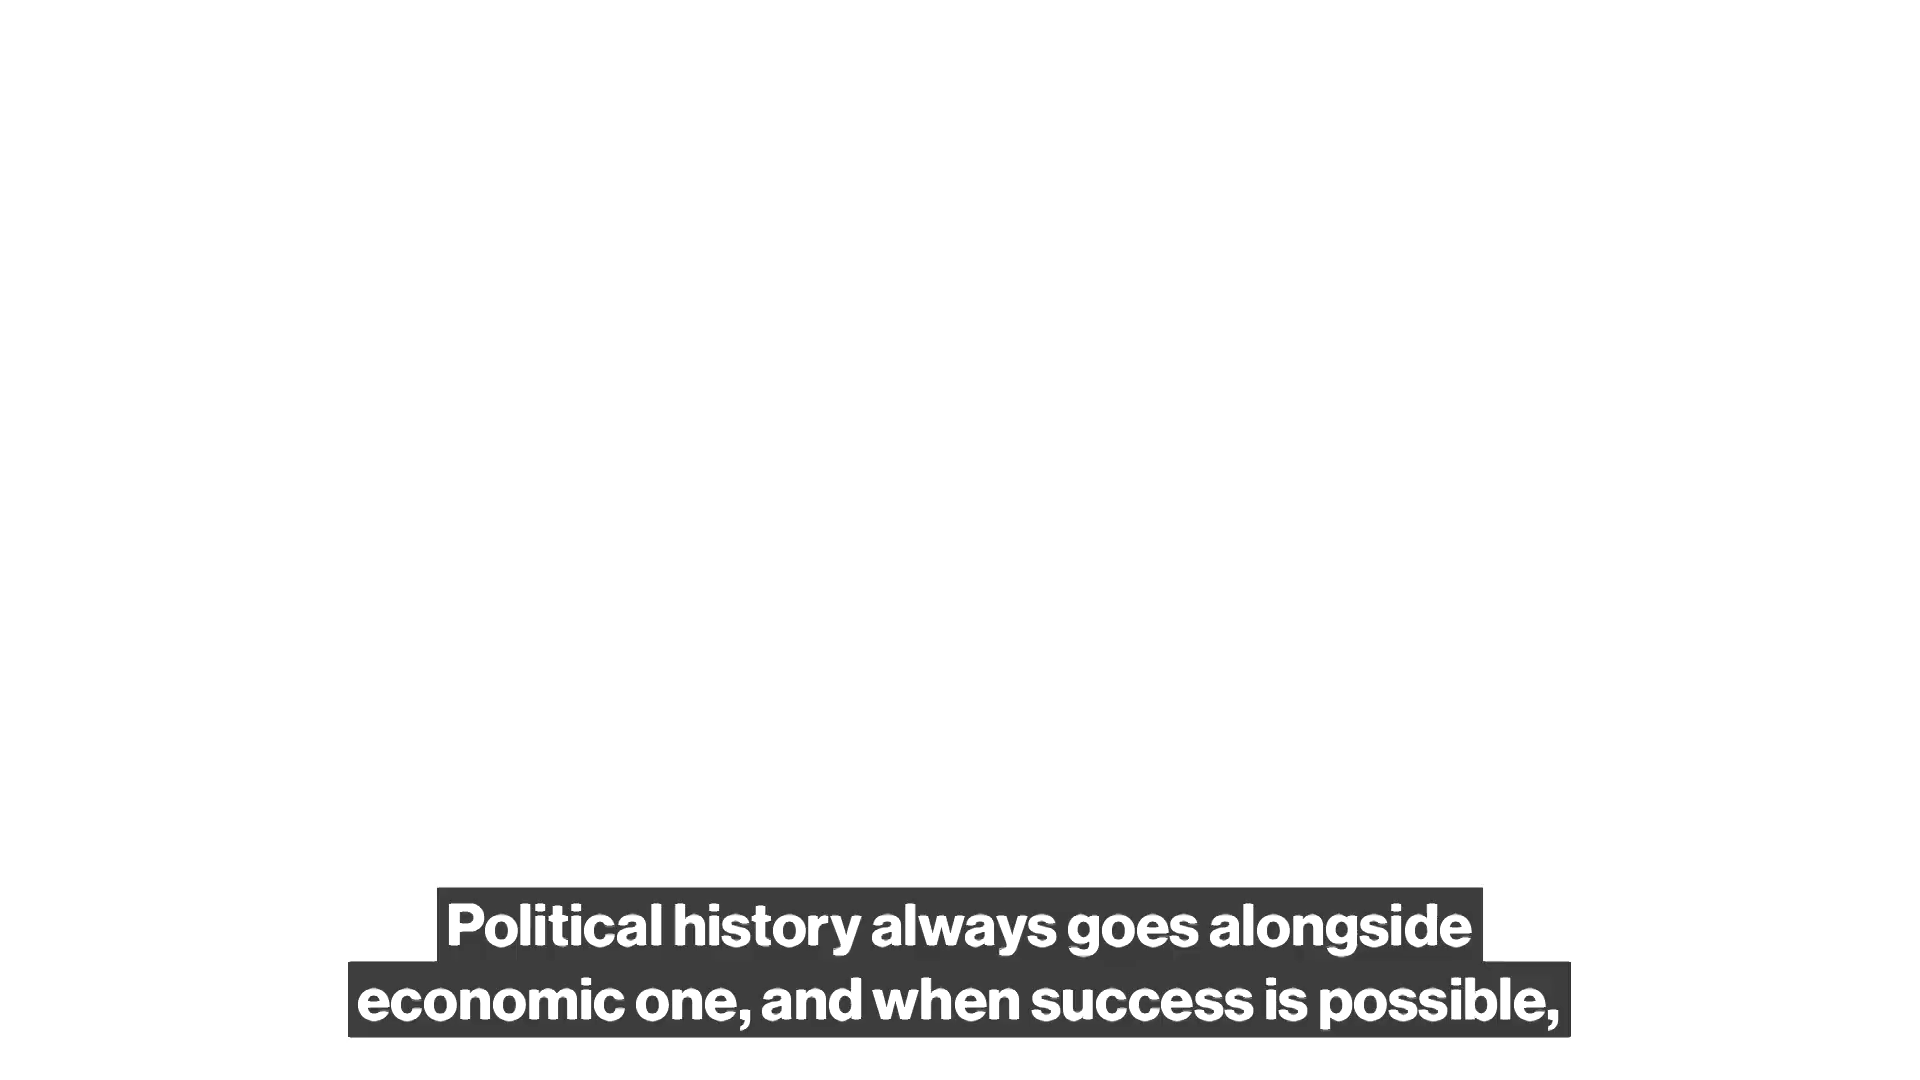 Political history always goes alongside
economic one, and when success is possible,